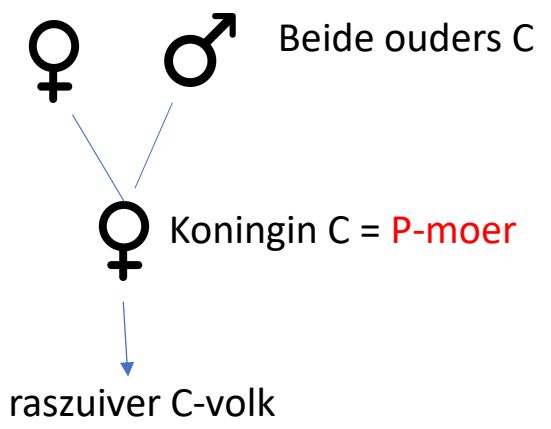 Beide ouders C
Koningin C = P-moer
raszuiver C-volk